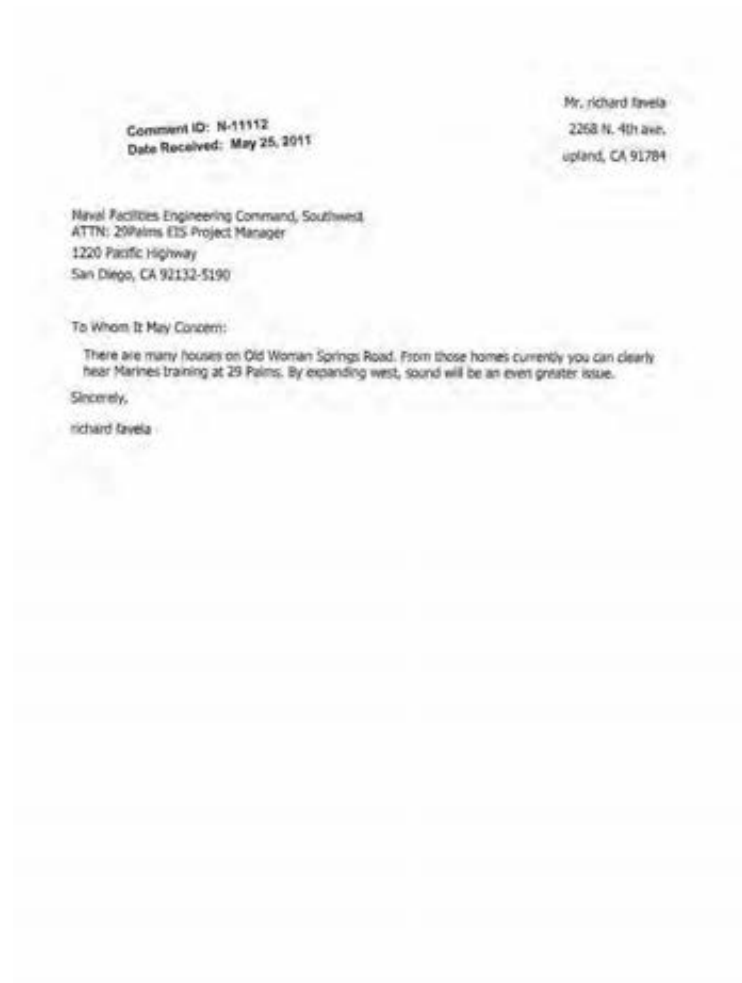 Mr. richard favela
2268 N. 4th ave.
upland, CA 91784
Comment ID: N-11112
Date Received: May 25, 2011
Naval Facilities Engineering Command, Southwest
ATTN: 29Palms EIS Project Manager
1220 Pacific Highway
San Diego, CA 92132-5190
To Whom It May Concern:
There are many houses on Old Woman Springs Road. From those homes currently you can clearly
hear Marines training at 29 Palms. By expanding west, sound will be an even greater issue.
Sincerely,
richard favela